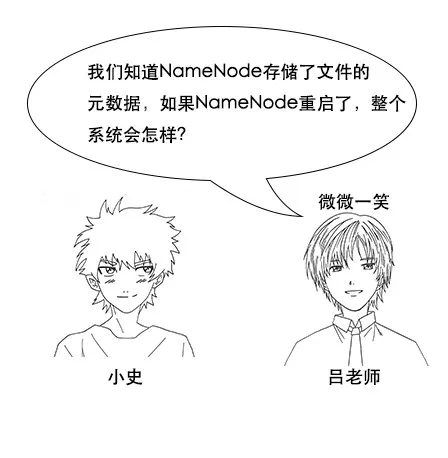 我们知道NameNode存储了文件的
元数据，如果NameNode重启了，整个
系统会怎样？
微微一笑
小史
吕老师